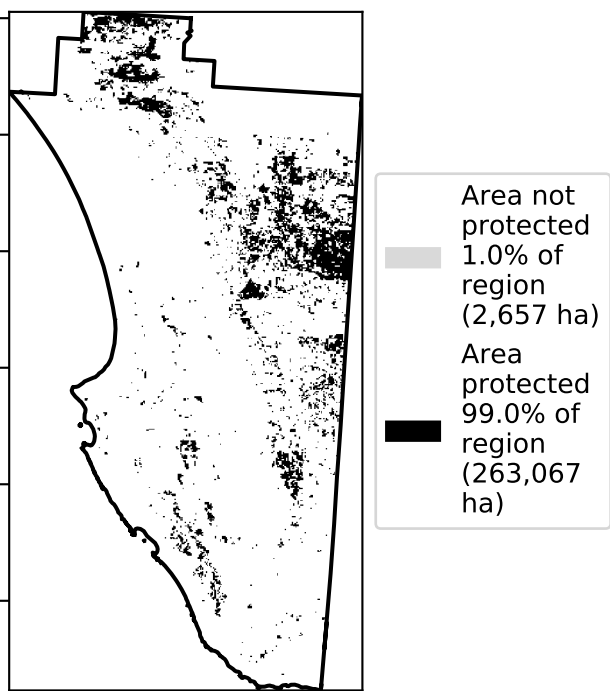 Area not
protected
1.0% of
region
(2,657 ha)
Area
protected
99.0% of
region
(263,067
ha)